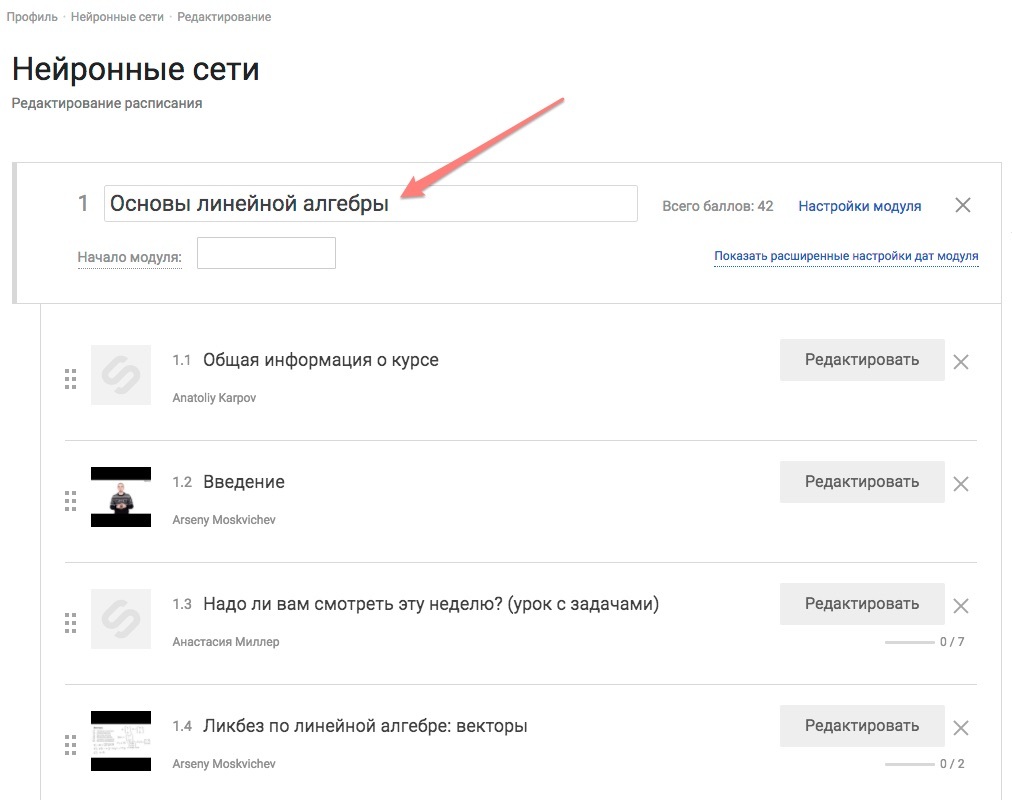 Профиль · Нейронные сети · Редактирование
Нейронные сети
Редактирование расписания
1 Основы линейной алгебры Всего баллов: 42 Настройки модуля
Начало модуля: Показать расширенные настройки дат модуля
1.1 Общая информация о курсе Редактировать
Anatoliy Karpov
1.2 Введение Редактировать
Arseny Moskvichev
1.3 Надо ли вам смотреть эту неделю? (урок с задачами) Редактировать
Анастасия Миллер 0 / 7
1.4 Ликбез по линейной алгебре: векторы Редактировать
Arseny Moskvichev 0 / 2